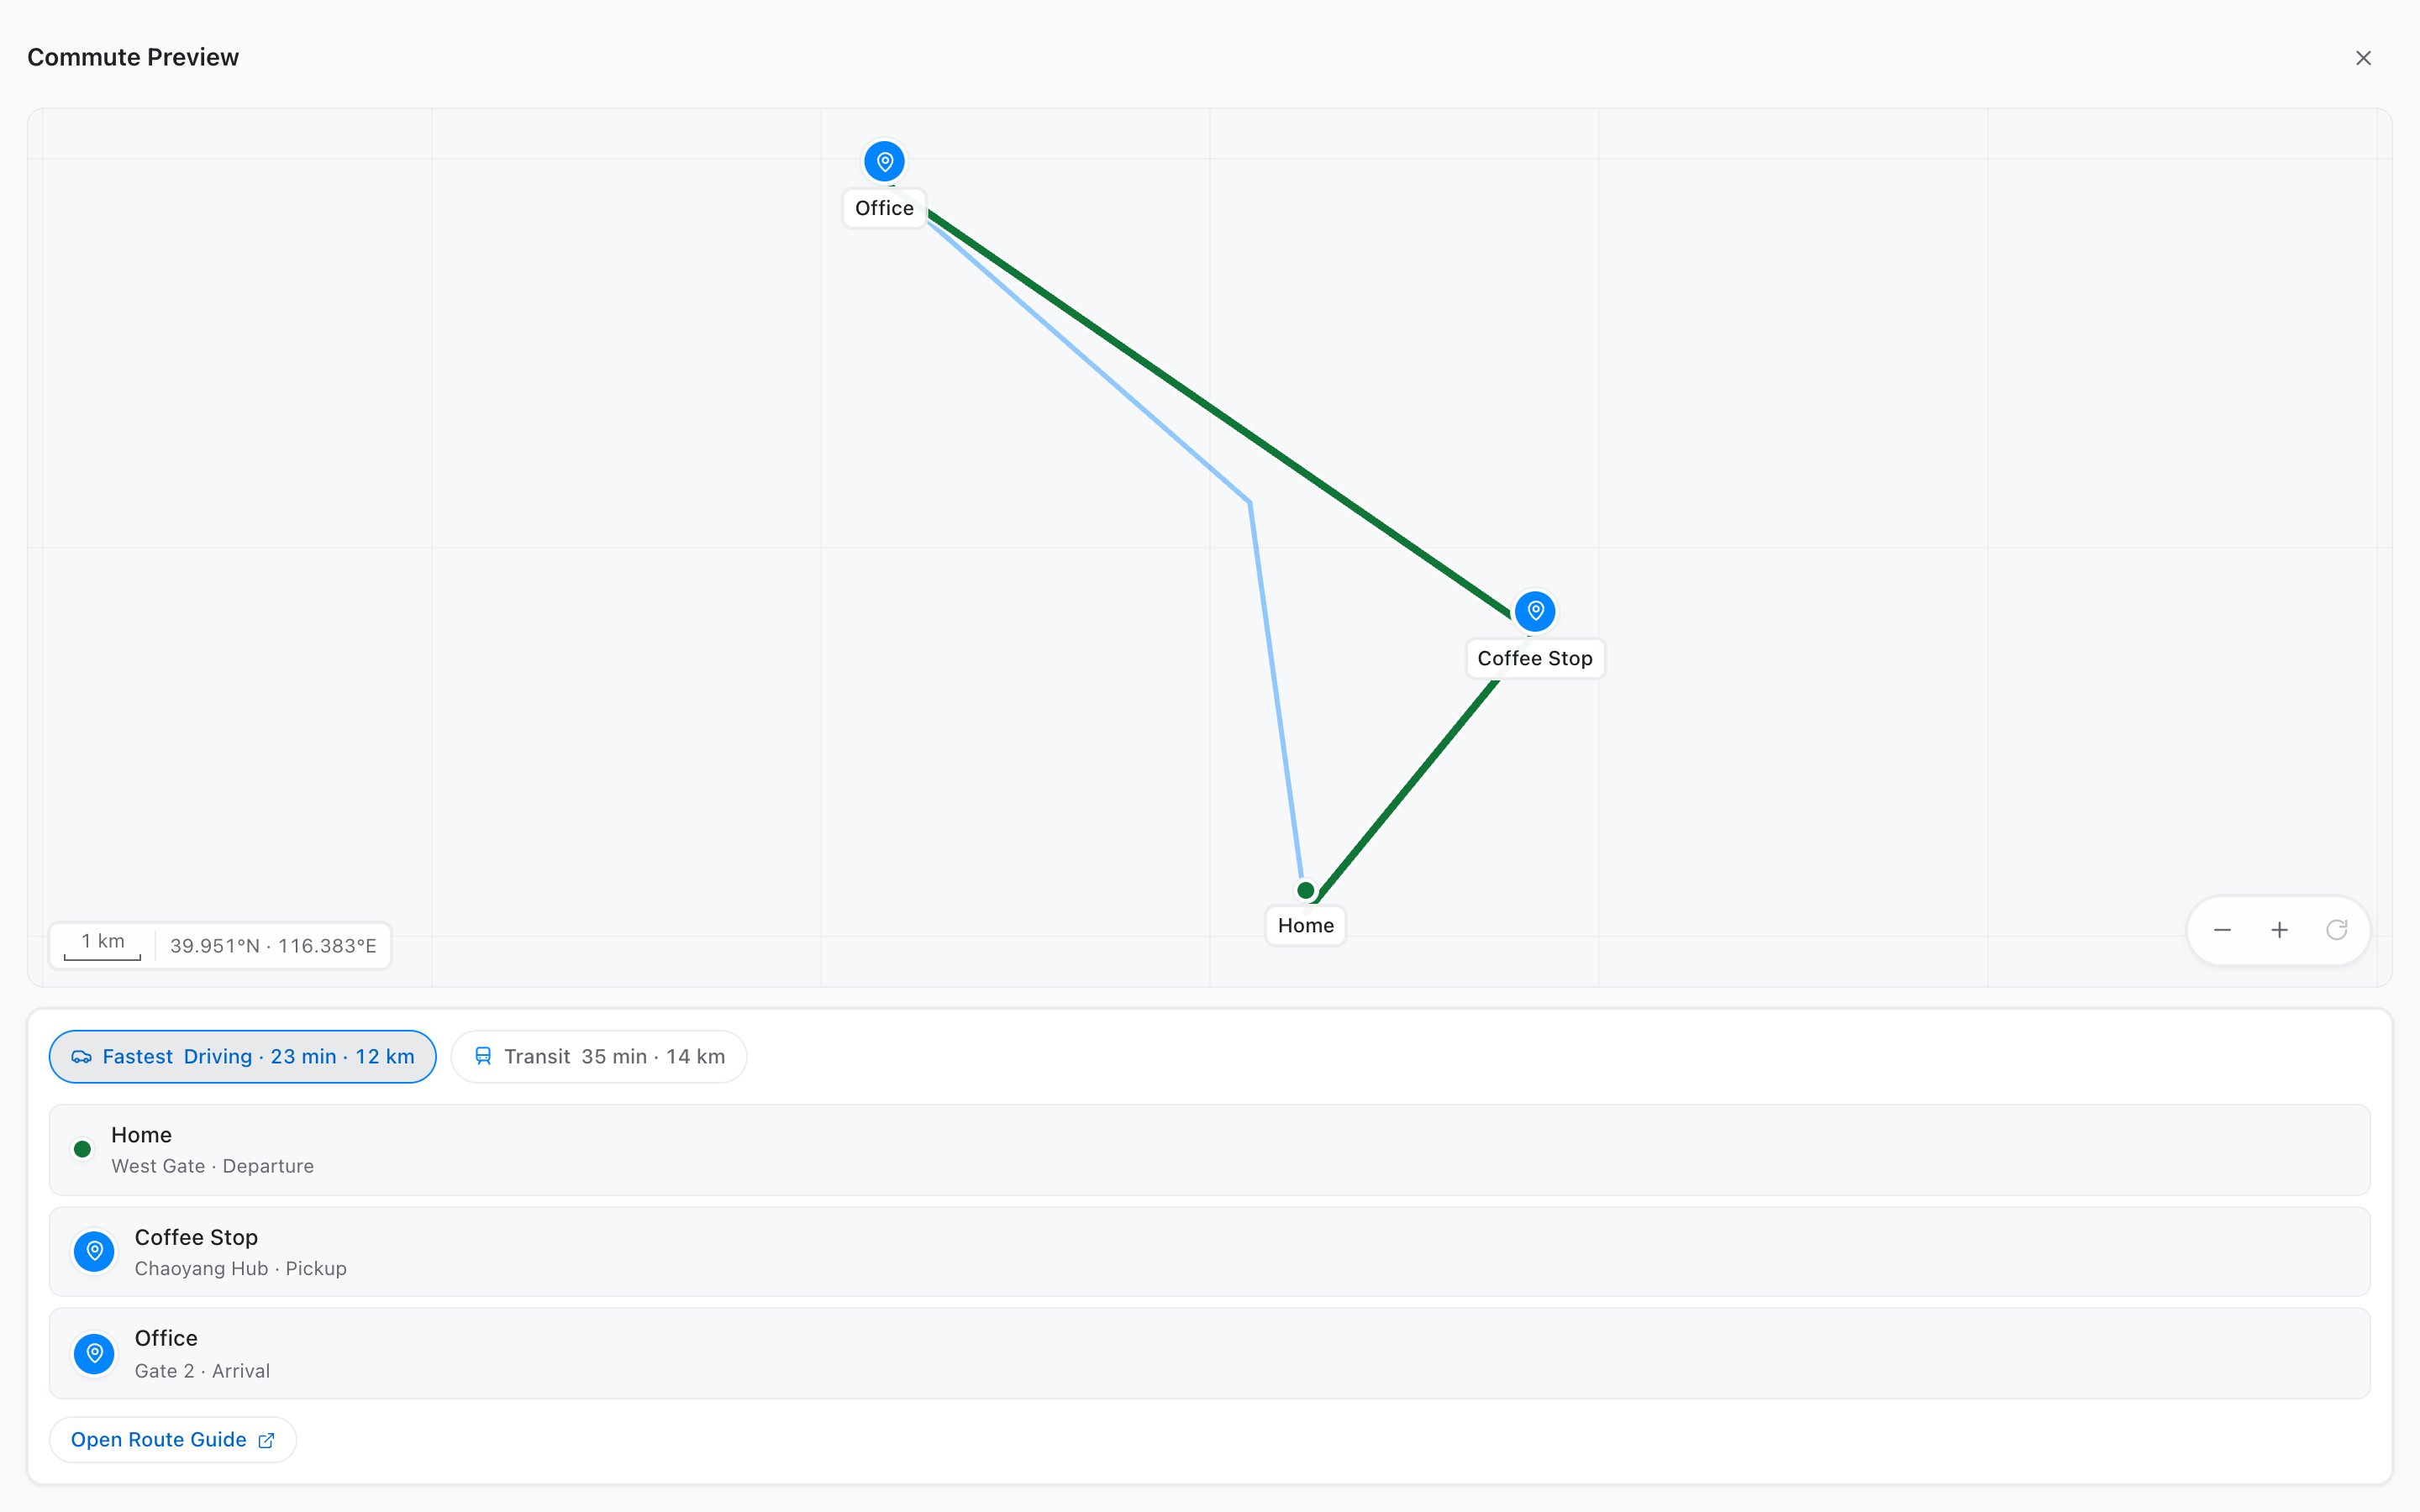 Commute Preview
Office
Coffee Stop
Home
1 km
39.951°N · 116.383°E
Fastest Driving · 23 min · 12 km
Transit 35 min · 14 km
Home
West Gate · Departure
Coffee Stop
Chaoyang Hub · Pickup
Office
Gate 2 · Arrival
Open Route Guide